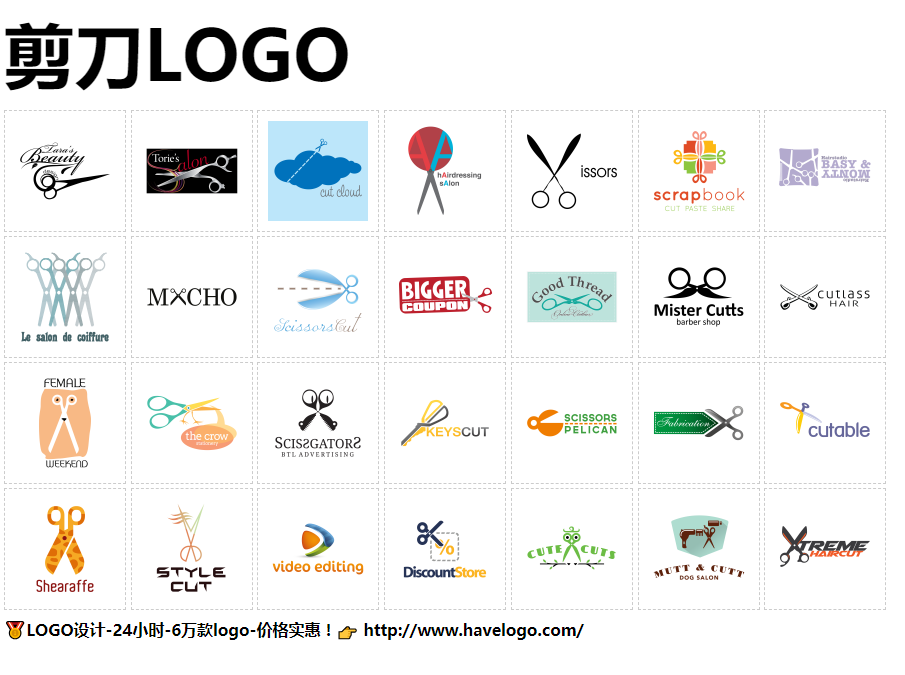 剪刀LOGO
Tara's
Beauty
Torie's
Salon
cut cloud
hAirdressing
sAlon
issors
scrapbook
CUT PASTE SHARE
Hairstudio
BASY &
MONTY
Hairstudio
Le salon de coiffure
MXCHO
ScissorsCut
BIGGER
COUPON
Good Thread
Mister Cutts
barber shop
cutlass
HAIR
FEMALE
WEEKEND
the crow
SCISSGATORS
BTL ADVERTISING
KEYSCUT
SCISSORS
PELICAN
Fabrication
cutable
Shearaffe
STYLE
CUT
video editing
%
DiscountStore
CUTE CUTS
MUTT & CUTT
DOG SALON
XTREME
HAIRCUT
🏅LOGO设计-24小时-6万款logo-价格实惠！👉 http://www.havelogo.com/